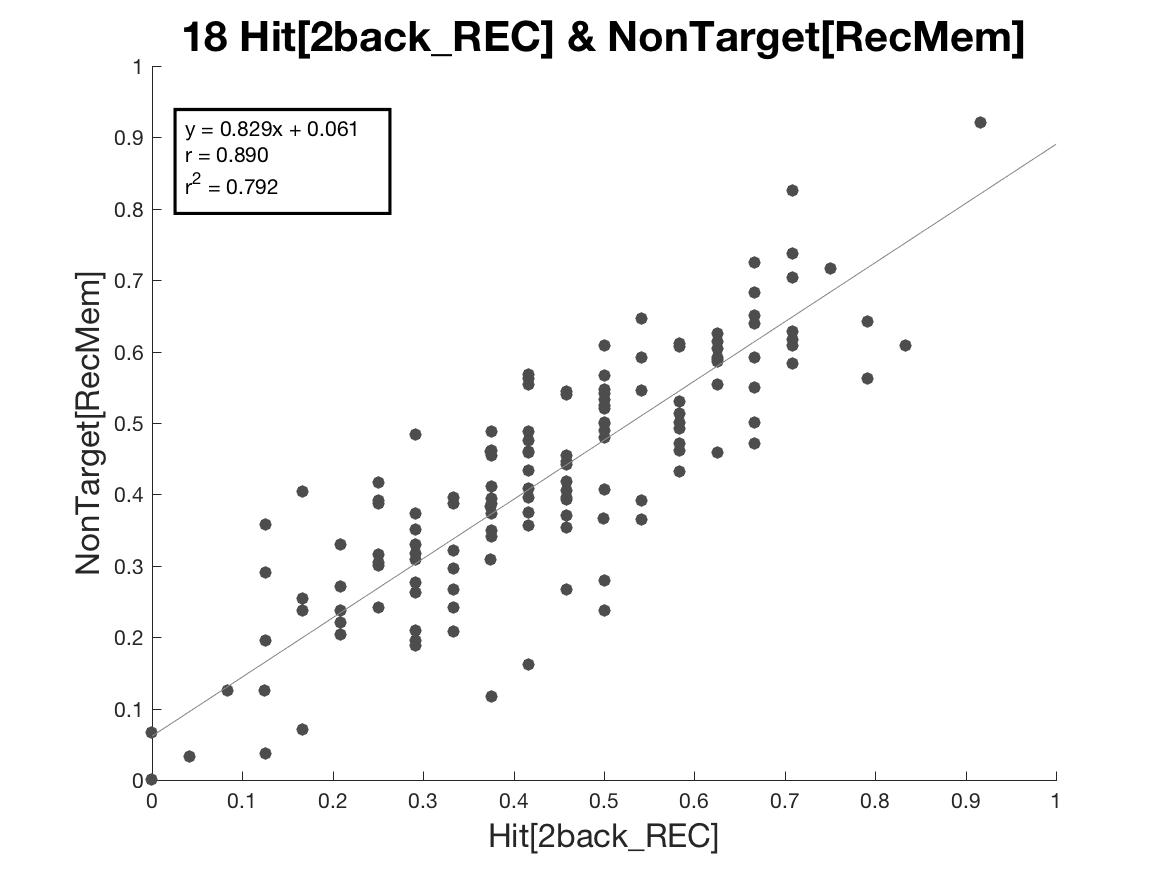 18 Hit[2back_REC] & NonTarget[RecMem]
y = 0.829x + 0.061
r = 0.890
r² = 0.792
NonTarget[RecMem]
1
0.9
0.8
0.7
0.6
0.5
0.4
0.3
0.2
0.1
0
0 0.1 0.2 0.3 0.4 0.5 0.6 0.7 0.8 0.9 1
Hit[2back_REC]